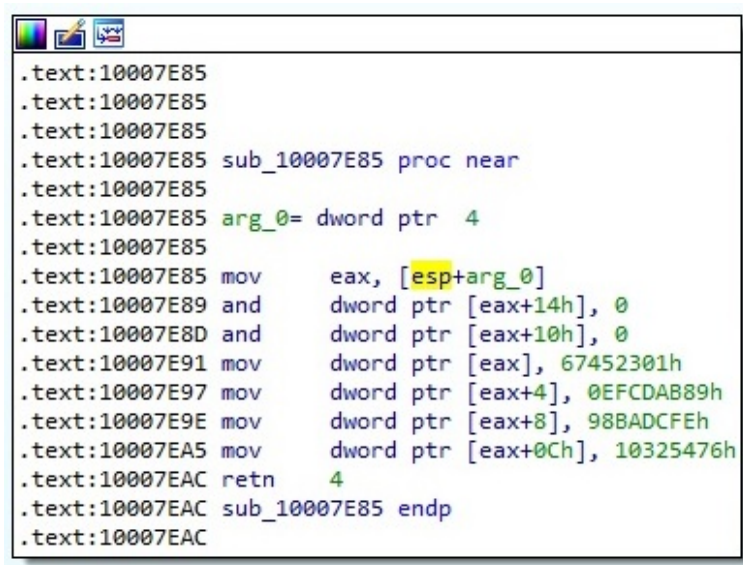 .text:10007E85
.text:10007E85
.text:10007E85
.text:10007E85 sub_10007E85 proc near
.text:10007E85
.text:10007E85 arg_0= dword ptr  4
.text:10007E85
.text:10007E85 mov     eax, [esp+arg_0]
.text:10007E89 and     dword ptr [eax+14h], 0
.text:10007E8D and     dword ptr [eax+10h], 0
.text:10007E91 mov     dword ptr [eax], 67452301h
.text:10007E97 mov     dword ptr [eax+4], 0EFCDAB89h
.text:10007E9E mov     dword ptr [eax+8], 98BADCFEh
.text:10007EA5 mov     dword ptr [eax+0Ch], 10325476h
.text:10007EAC retn    4
.text:10007EAC sub_10007E85 endp
.text:10007EAC